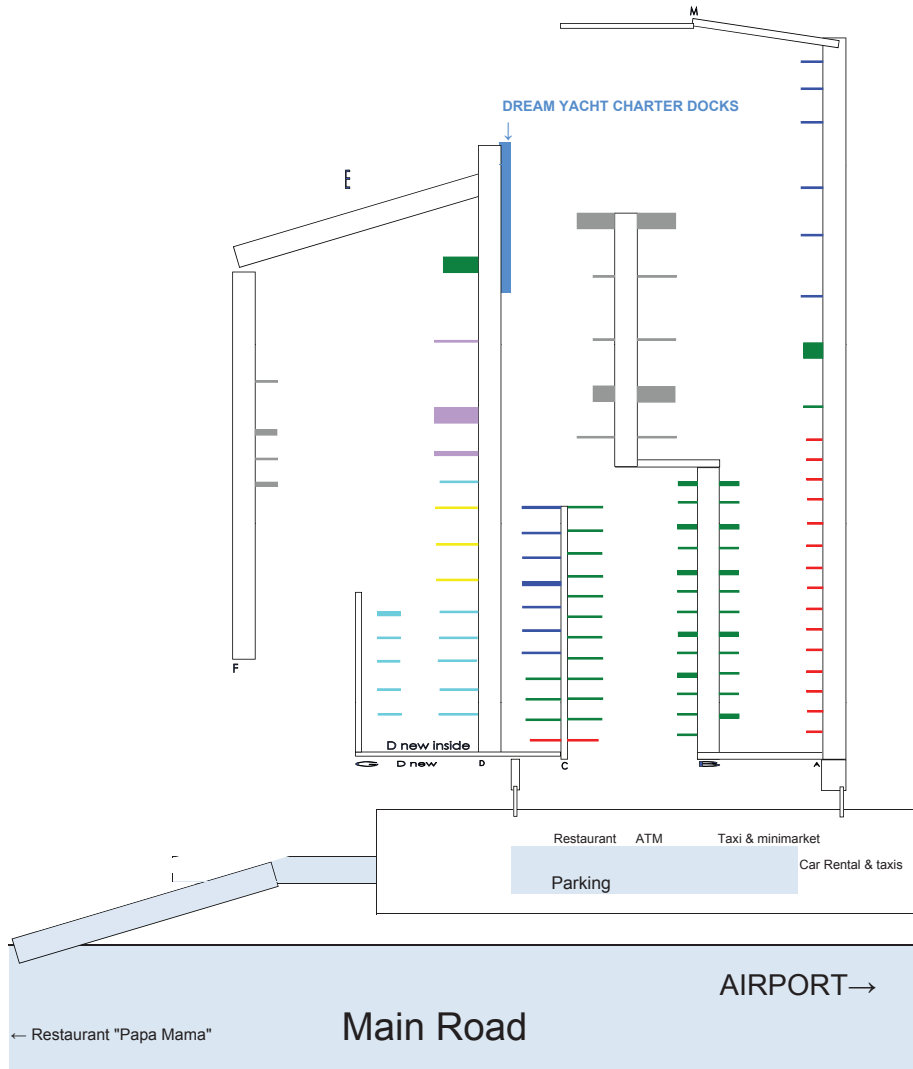 M
DREAM YACHT CHARTER DOCKS
↓
E
F
D new inside
G D new D C B A
Restaurant ATM Taxi & minimarket
Car Rental & taxis
Parking
AIRPORT→
Main Road
← Restaurant "Papa Mama"